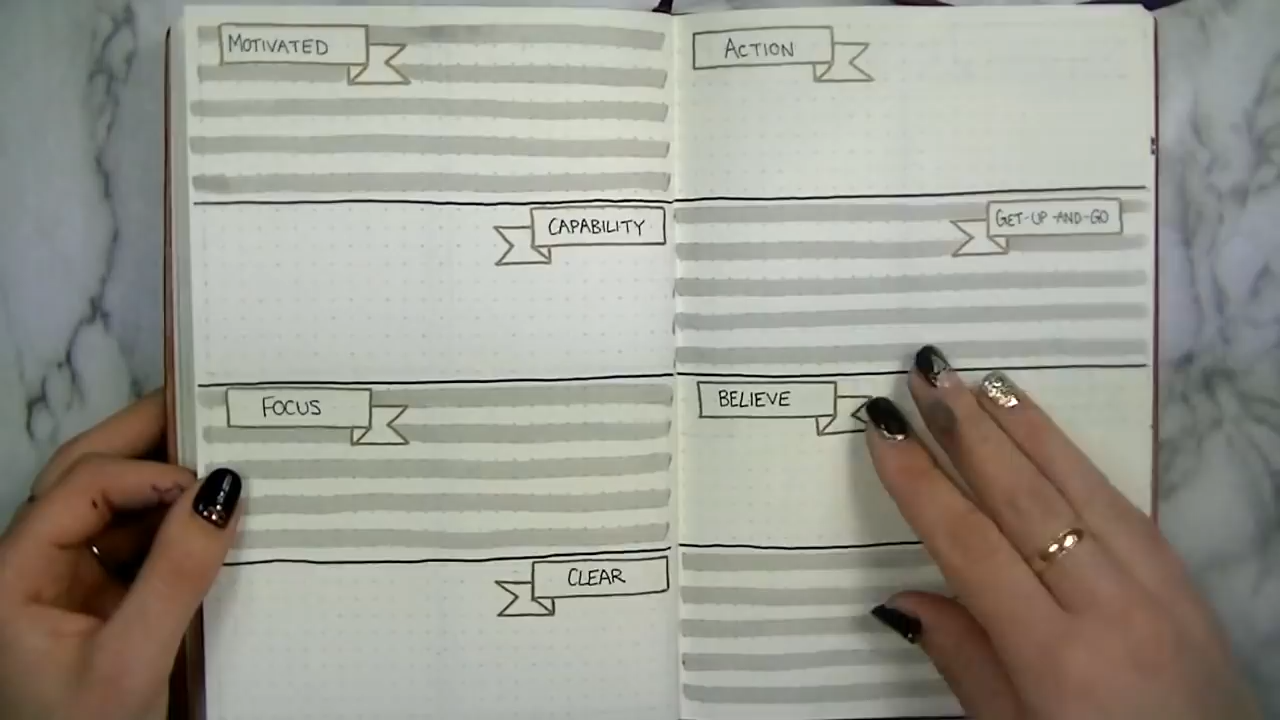 MOTIVATED
CAPABILITY
FOCUS
CLEAR
ACTION
GET-UP-AND-GO
BELIEVE